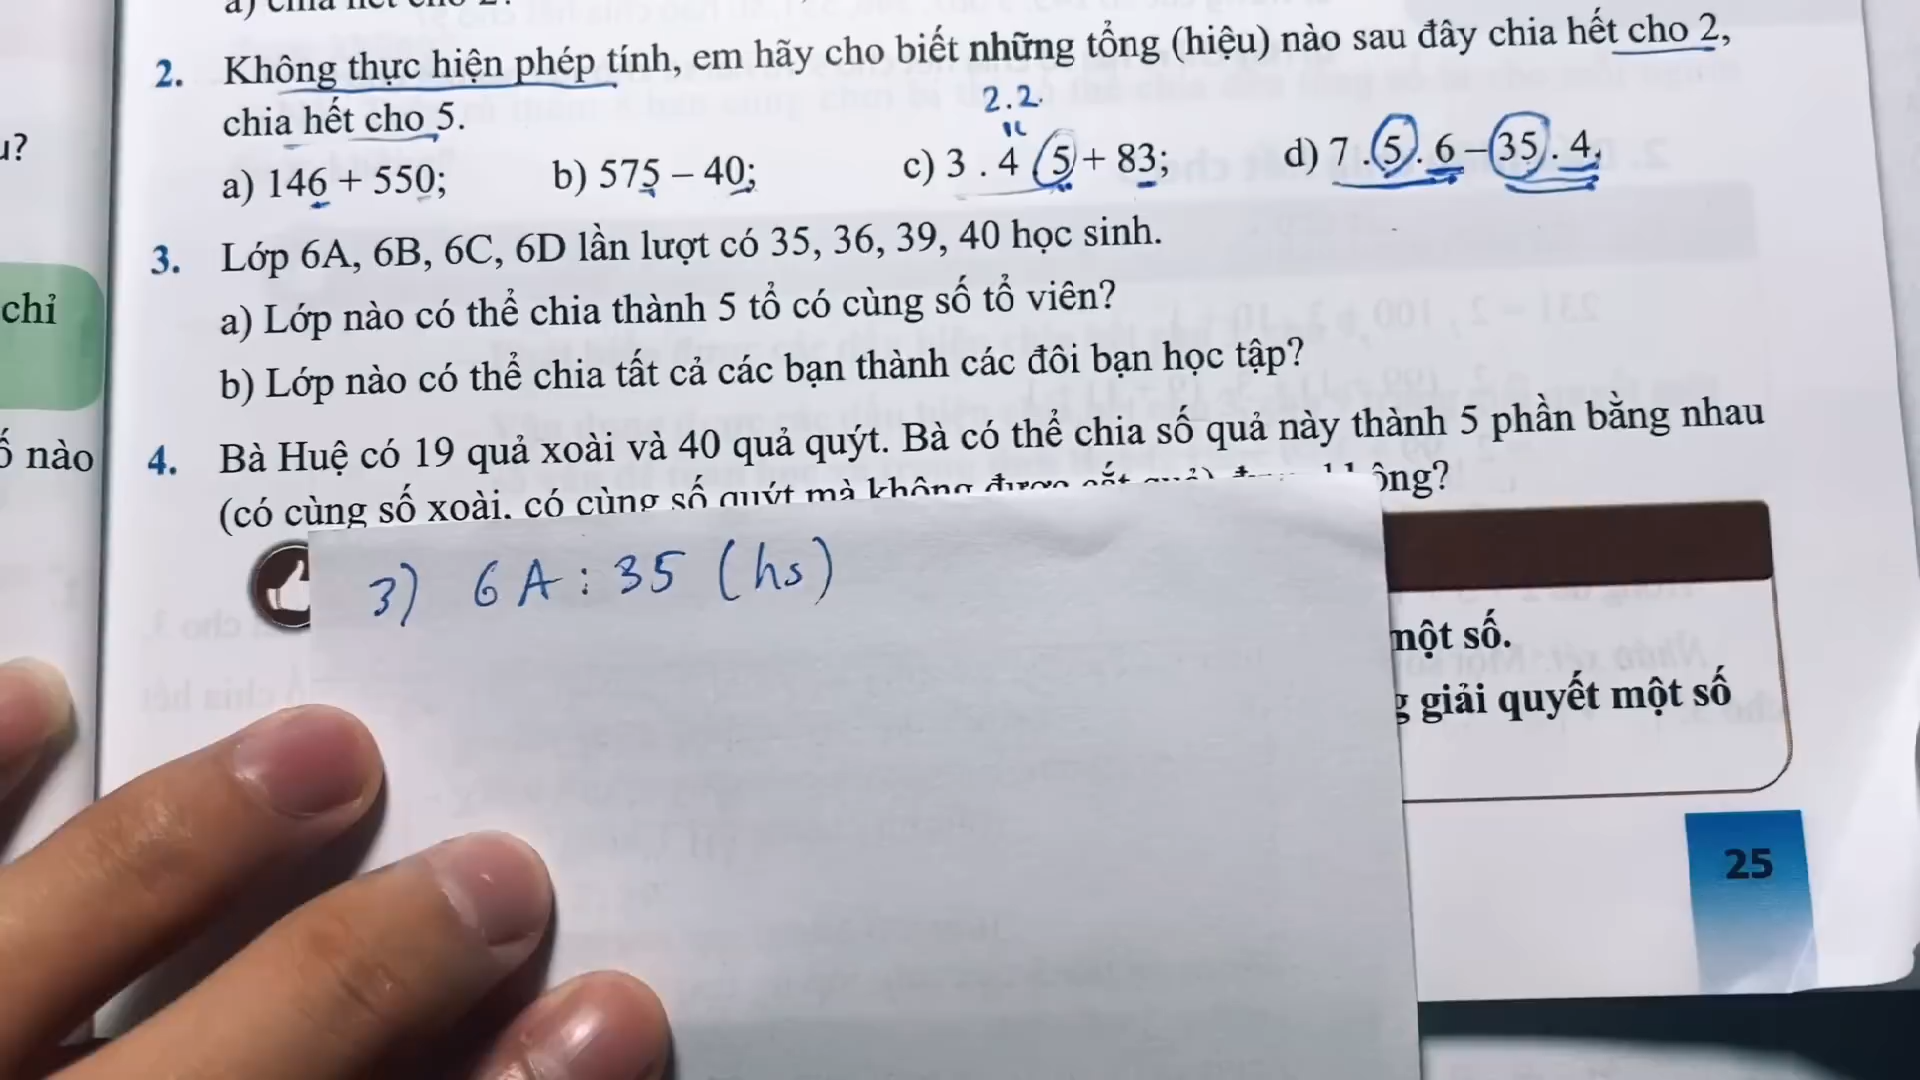 2. Không thực hiện phép tính, em hãy cho biết những tổng (hiệu) nào sau đây chia hết cho 2,
chia hết cho 5.
2.2.
a) 146 + 550; b) 575 – 40; c) 3 . 4 . 5 + 83; d) 7 . 5 . 6 – 35 . 4.
3. Lớp 6A, 6B, 6C, 6D lần lượt có 35, 36, 39, 40 học sinh.
a) Lớp nào có thể chia thành 5 tổ có cùng số tổ viên?
b) Lớp nào có thể chia tất cả các bạn thành các đôi bạn học tập?
chỉ
nào
4. Bà Huệ có 19 quả xoài và 40 quả quýt. Bà có thể chia số quả này thành 5 phần bằng nhau
(có cùng số xoài, có cùng số quýt mà không được cắt quả)
3) 6A : 35 (hs)
một số.
giải quyết một số
25